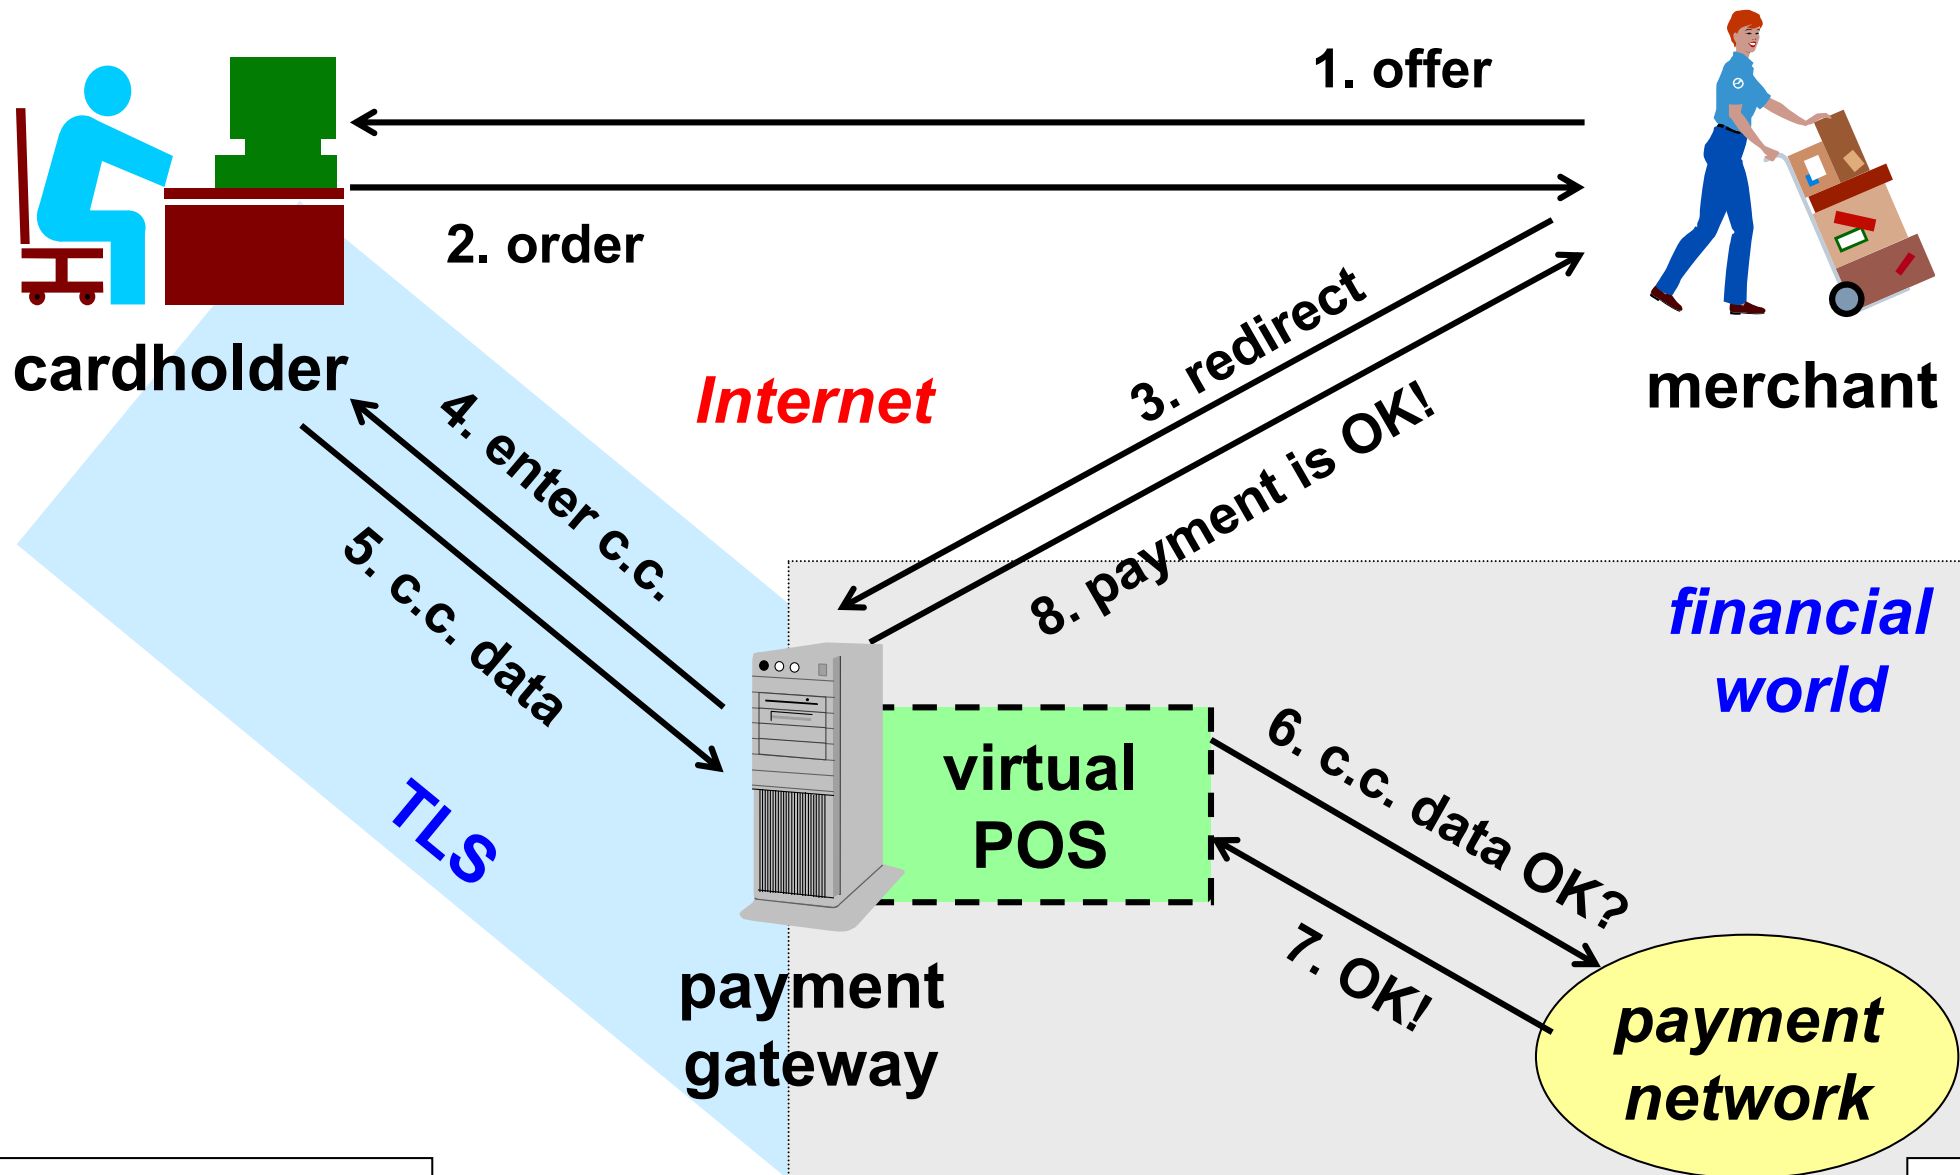 1. offer
2. order
cardholder
Internet
3. redirect
merchant
4. enter c.c.
5. c.c. data
8. payment is OK!
financial
world
TLS
virtual
POS
6. c.c. data OK?
7. OK!
payment
gateway
payment
network